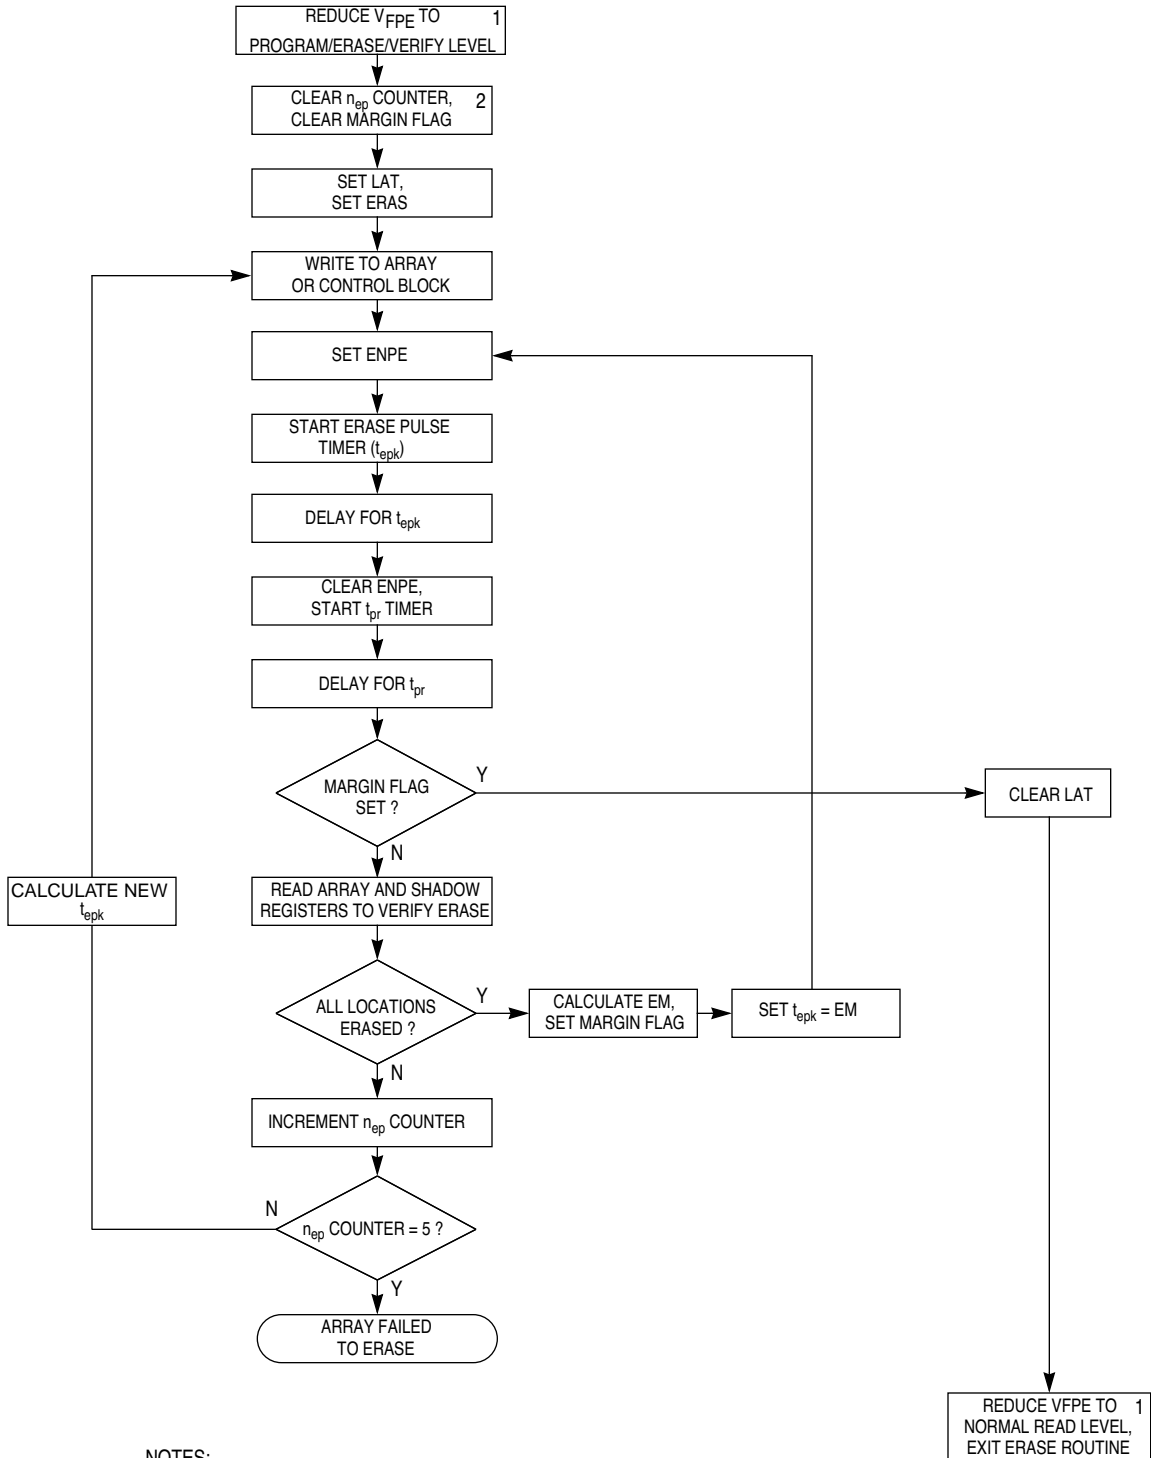 REDUCE VFPE TO 1
PROGRAM/ERASE/VERIFY LEVEL
CLEAR nep COUNTER, 2
CLEAR MARGIN FLAG
SET LAT,
SET ERAS
WRITE TO ARRAY
OR CONTROL BLOCK
SET ENPE
START ERASE PULSE
TIMER (tepk)
DELAY FOR tepk
CLEAR ENPE,
START tpr TIMER
DELAY FOR tpr
MARGIN FLAG
SET ?
Y
CLEAR LAT
N
READ ARRAY AND SHADOW
REGISTERS TO VERIFY ERASE
CALCULATE NEW
tepk
ALL LOCATIONS
ERASED ?
Y
CALCULATE EM,
SET MARGIN FLAG
SET tepk = EM
N
INCREMENT nep COUNTER
nep COUNTER = 5 ?
N
Y
ARRAY FAILED
TO ERASE
REDUCE VFPE TO 1
NORMAL READ LEVEL,
EXIT ERASE ROUTINE
NOTES: